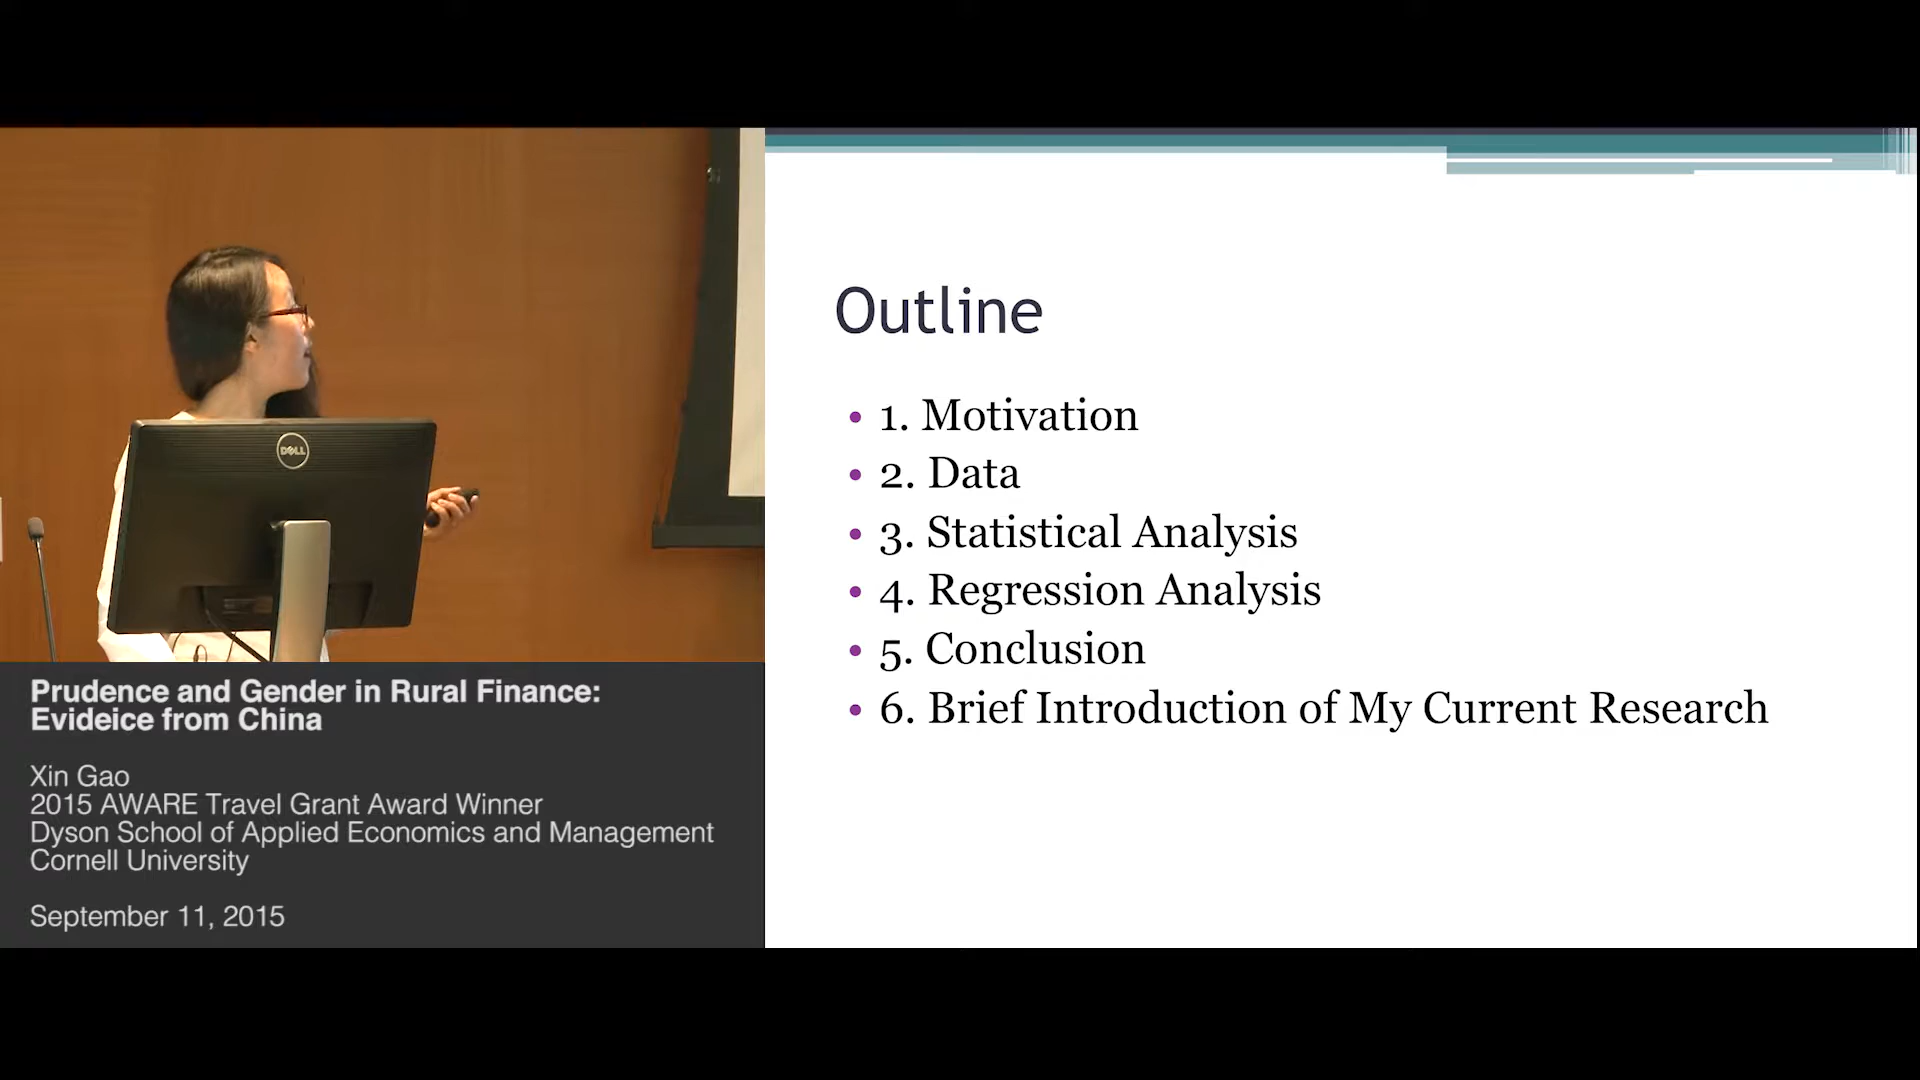 DELL
Prudence and Gender in Rural Finance:
Evideice from China
Xin Gao
2015 AWARE Travel Grant Award Winner
Dyson School of Applied Economics and Management
Cornell University
September 11, 2015
Outline
• 1. Motivation
• 2. Data
• 3. Statistical Analysis
• 4. Regression Analysis
• 5. Conclusion
• 6. Brief Introduction of My Current Research